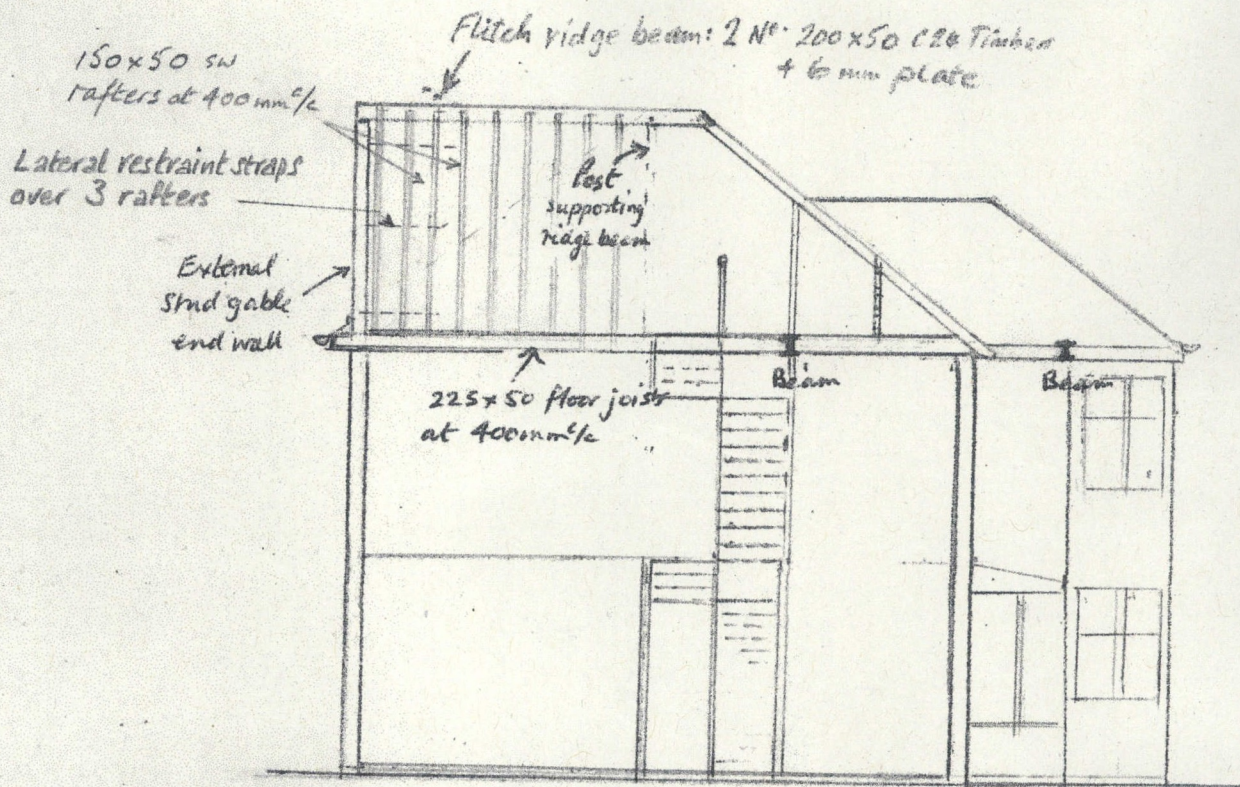 Flitch ridge beam: 2 Nº. 200x50 C24 Timber
+ 6 mm plate
150x50 SW
rafters at 400mm c/c
Lateral restraint straps
over 3 rafters
Post
supporting
ridge beam
External
Stud gable
end wall
225x50 floor joists
at 400mm c/c
Beam
Beam